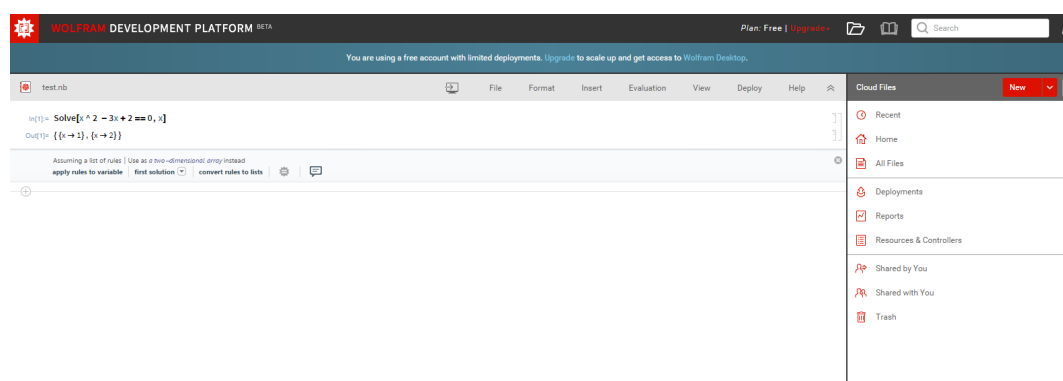 WOLFRAM DEVELOPMENT PLATFORM BETA
Plan: Free | Upgrade»
Search
You are using a free account with limited deployments. Upgrade to scale up and get access to Wolfram Desktop.
test.nb
File Format Insert Evaluation View Deploy Help
In[1]:= Solve[x ^ 2 - 3x + 2 == 0, x]
Out[1]= {{x → 1}, {x → 2}}
Assuming a list of rules | Use as a two-dimensional array instead
apply rules to variable first solution convert rules to lists
Cloud Files New
Recent
Home
All Files
Deployments
Reports
Resources & Controllers
Shared by You
Shared with You
Trash